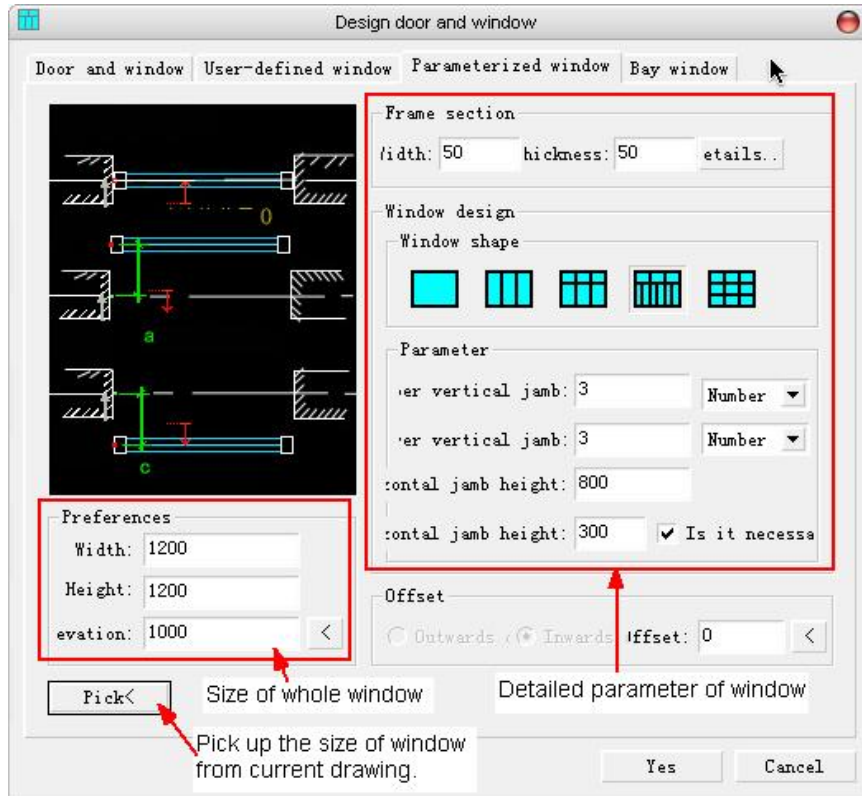 Design door and window
Door and window User-defined window Parameterized window Bay window
0
a
c
Frame section
idth: 50 hickness: 50 etails..
Window design
Window shape
Parameter
er vertical jamb: 3 Number
er vertical jamb: 3 Number
ontal jamb height: 800
ontal jamb height: 300 Is it necessa
Preferences
Width: 1200
Height: 1200
evation: 1000 <
Offset
Outwards Inwards ffset: 0 <
Pick<
Size of whole window
Detailed parameter of window
Pick up the size of window
from current drawing.
Yes Cancel